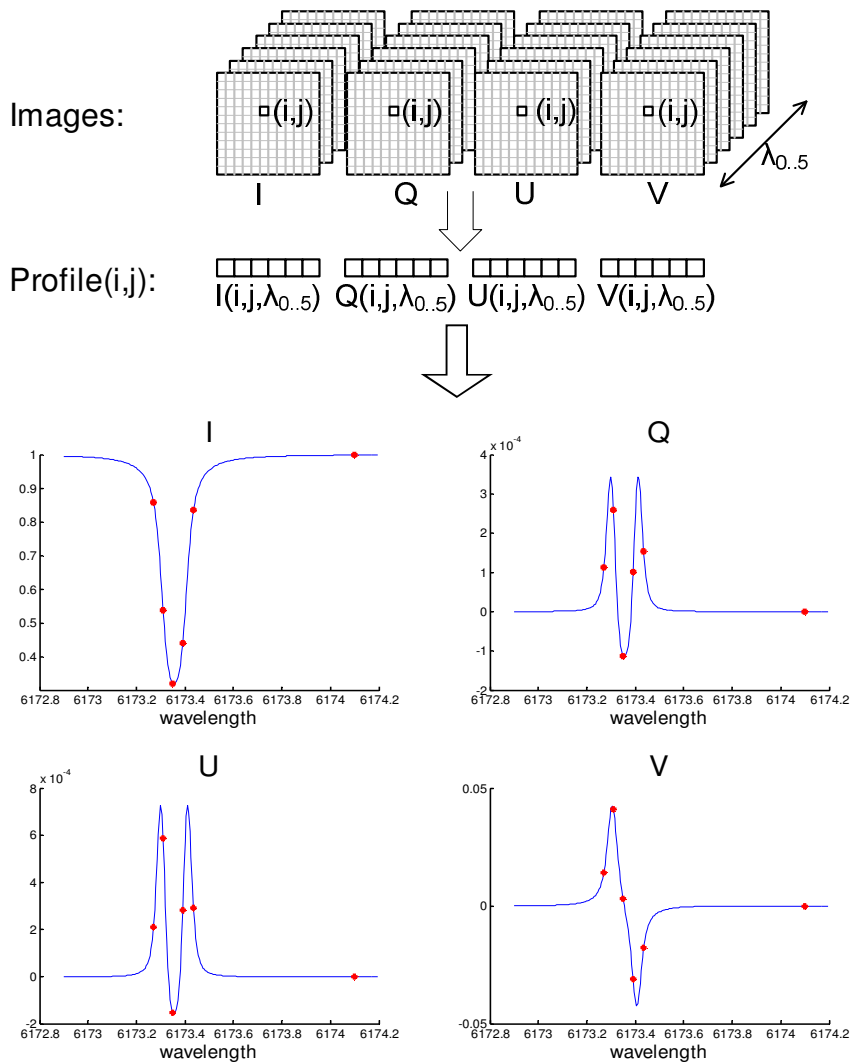 Images:
(i,j) (i,j) (i,j) (i,j)
λ0..5
I Q U V
Profile(i,j):
I(i,j,λ0..5) Q(i,j,λ0..5) U(i,j,λ0..5) V(i,j,λ0..5)
I
1
0.9
0.8
0.7
0.6
0.5
0.4
6172.8 6173 6173.2 6173.4 6173.6 6173.8 6174 6174.2
wavelength
Q
x 10-4
4
3
2
1
0
-1
-2
6172.8 6173 6173.2 6173.4 6173.6 6173.8 6174 6174.2
wavelength
U
x 10-4
8
6
4
2
0
-2
6172.8 6173 6173.2 6173.4 6173.6 6173.8 6174 6174.2
wavelength
V
0.05
0
-0.05
6172.8 6173 6173.2 6173.4 6173.6 6173.8 6174 6174.2
wavelength